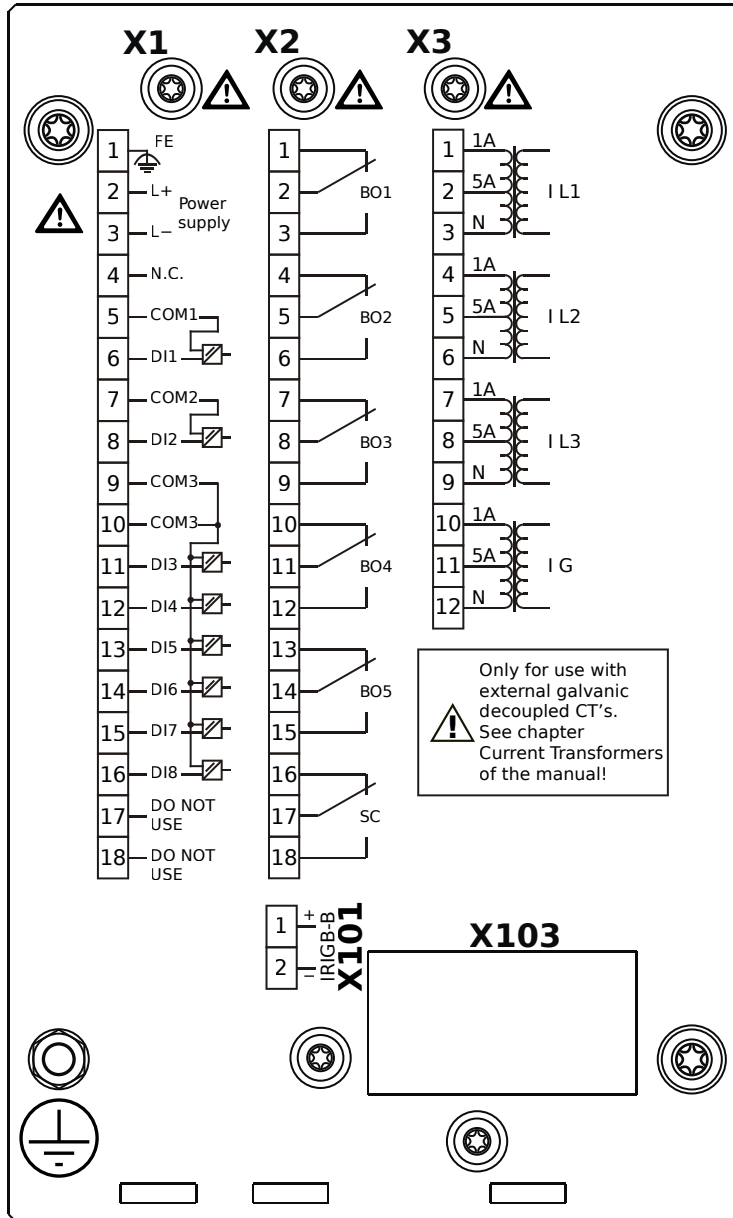 X1
X2
X3
1 FE
2 L+
Power
supply
3 L−
4 N.C.
5 COM1
6 DI1
7 COM2
8 DI2
9 COM3
10 COM3
11 DI3
12 DI4
13 DI5
14 DI6
15 DI7
16 DI8
17 DO NOT
USE
18 DO NOT
USE
1
2 BO1
3
4
5 BO2
6
7
8 BO3
9
10
11 BO4
12
13
14 BO5
15
16
17 SC
18
1 1A
2 5A I L1
3 N
4 1A
5 5A I L2
6 N
7 1A
8 5A I L3
9 N
10 1A
11 5A I G
12 N
Only for use with
external galvanic
decoupled CT's.
See chapter
Current Transformers
of the manual!
1 +
2 −
IRIGB-B
X101
X103